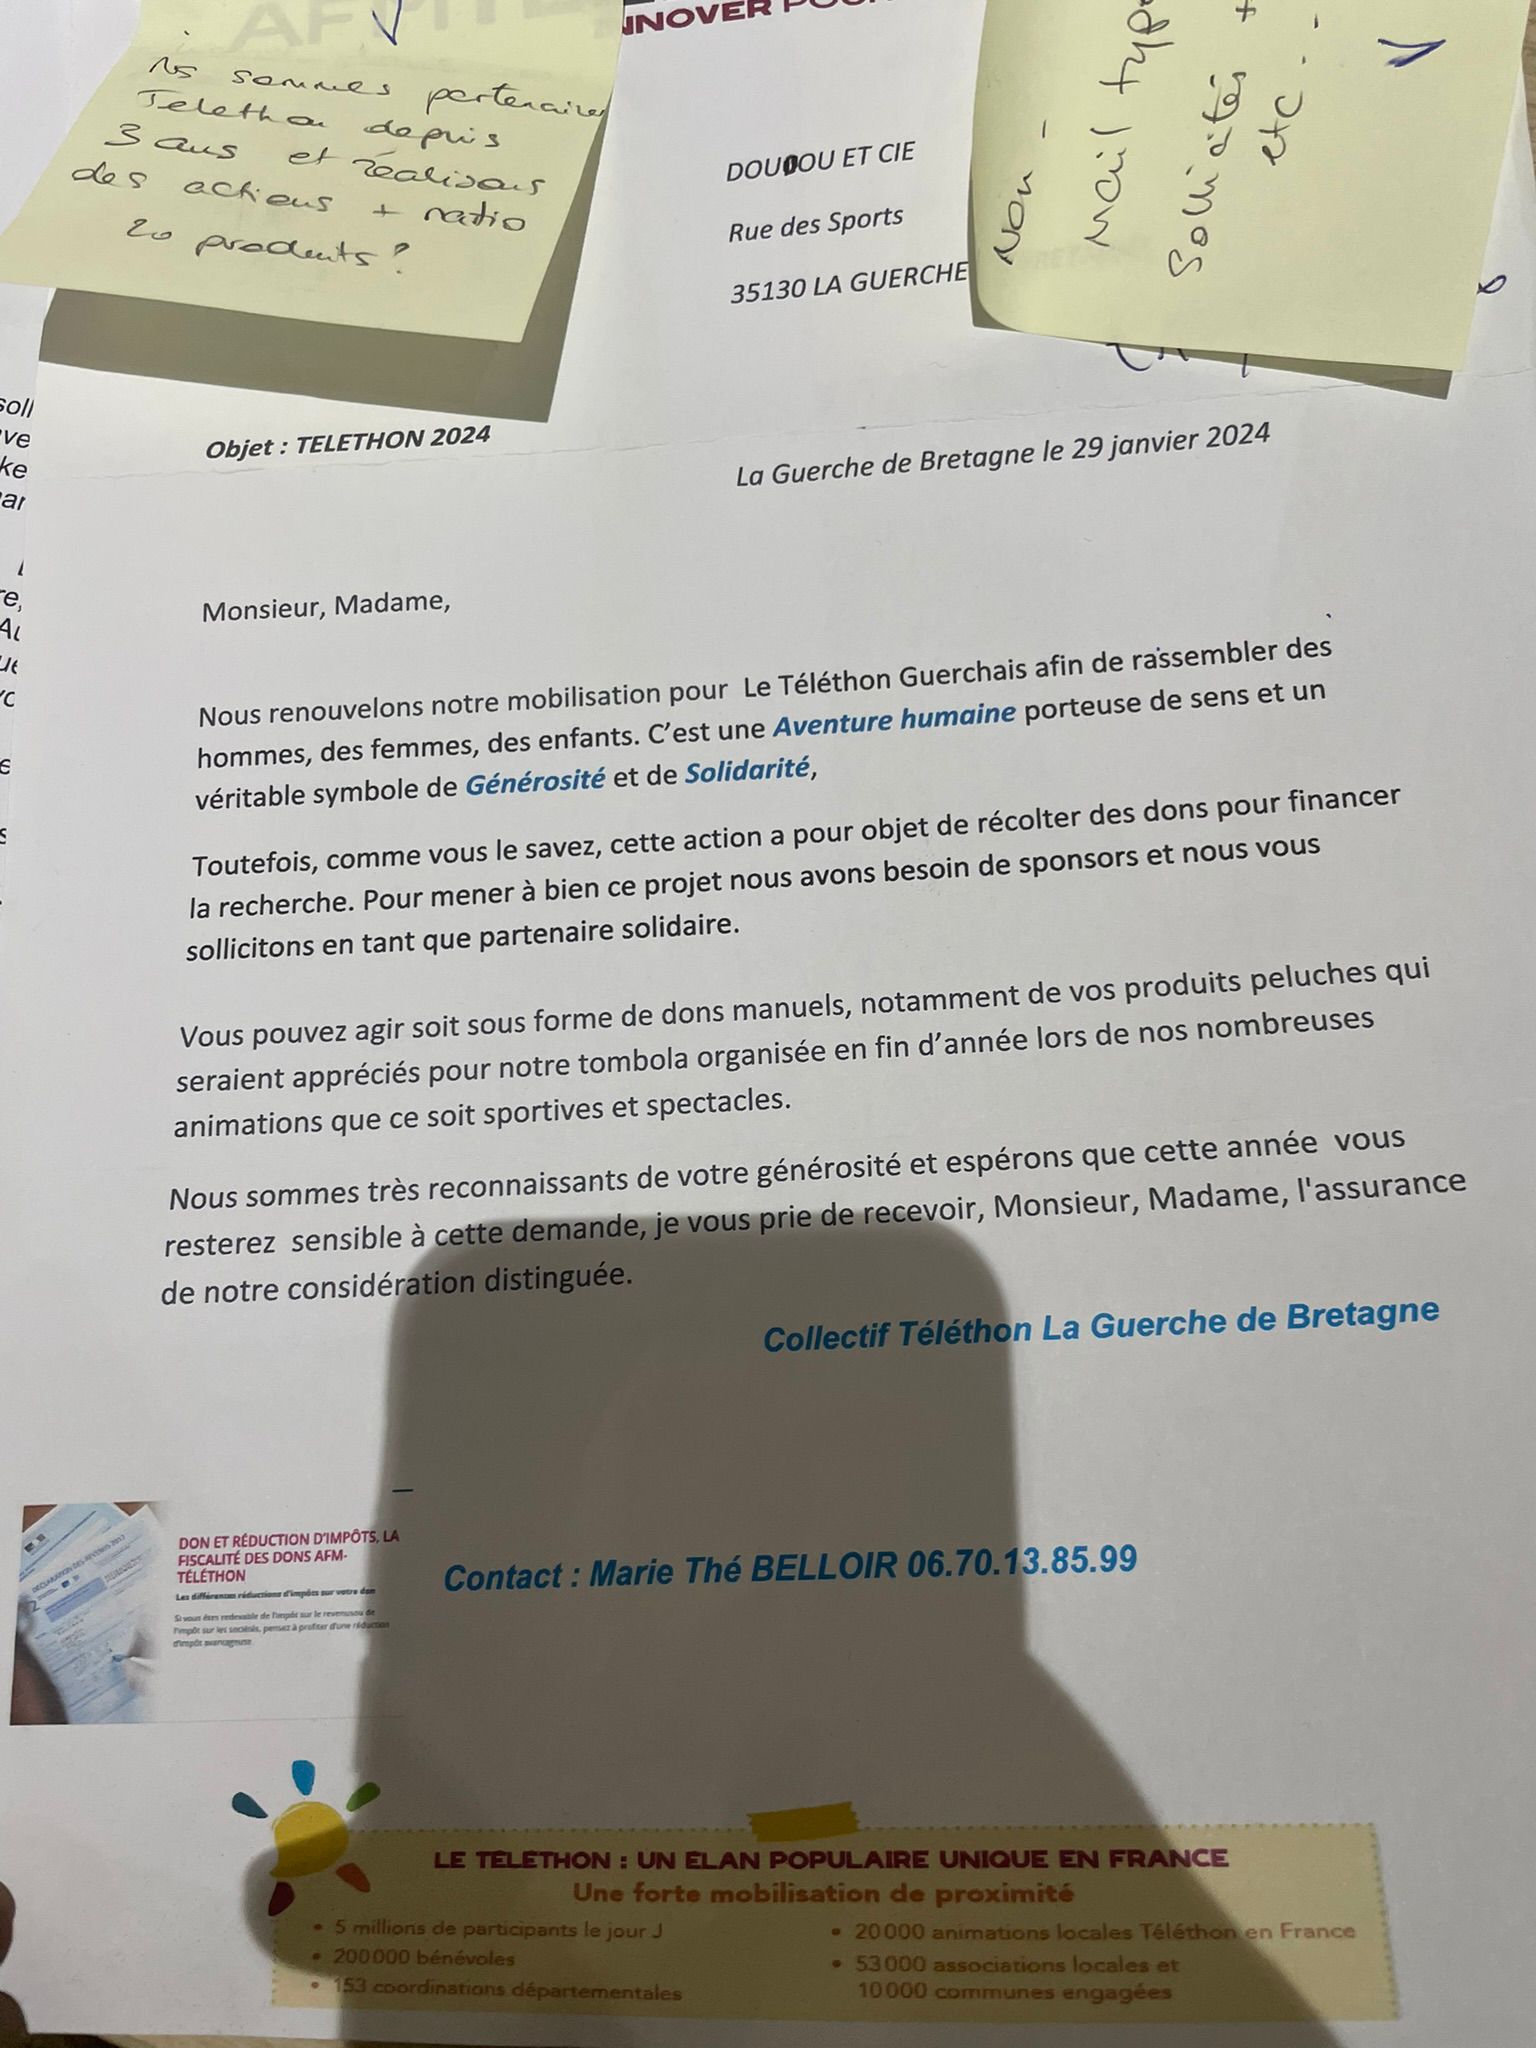 NNOVER
Ns sommes partenaires
Telethon depuis
3 ans et réalisons
des actions + natio
20 produits ?
Non -
Mail type
Sollicités +
etc. - -
DOUDOU ET CIE
Rue des Sports
35130 LA GUERCHE
Objet : TELETHON 2024
La Guerche de Bretagne le 29 janvier 2024
Monsieur, Madame,
Nous renouvelons notre mobilisation pour Le Téléthon Guerchais afin de rassembler des
hommes, des femmes, des enfants. C'est une Aventure humaine porteuse de sens et un
véritable symbole de Générosité et de Solidarité,
Toutefois, comme vous le savez, cette action a pour objet de récolter des dons pour financer
la recherche. Pour mener à bien ce projet nous avons besoin de sponsors et nous vous
sollicitons en tant que partenaire solidaire.
Vous pouvez agir soit sous forme de dons manuels, notamment de vos produits peluches qui
seraient appréciés pour notre tombola organisée en fin d'année lors de nos nombreuses
animations que ce soit sportives et spectacles.
Nous sommes très reconnaissants de votre générosité et espérons que cette année vous
resterez sensible à cette demande, je vous prie de recevoir, Monsieur, Madame, l'assurance
de notre considération distinguée.
Collectif Téléthon La Guerche de Bretagne
DON ET RÉDUCTION D'IMPÔTS, LA
FISCALITÉ DES DONS AFM-
TÉLÉTHON
Les différentes réductions d'impôts sur votre don
Si vous êtes redevable de l'impôt sur le revenu ou de
l'impôt sur les sociétés, pensez à profiter d'une réduction
d'impôt avantageuse
Contact : Marie Thé BELLOIR 06.70.13.85.99
LE TÉLÉTHON : UN ÉLAN POPULAIRE UNIQUE EN FRANCE
Une forte mobilisation de proximité
• 5 millions de participants le jour J
• 200 000 bénévoles
• 153 coordinations départementales
• 20 000 animations locales Téléthon en France
• 53 000 associations locales et
10 000 communes engagées